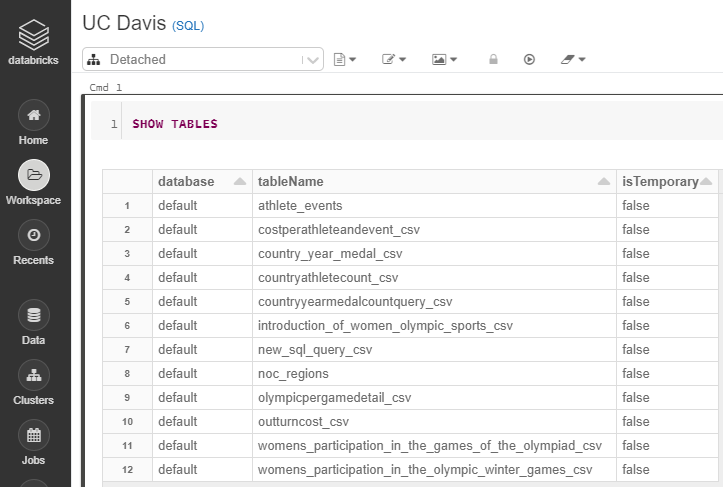 databricks
Home
Workspace
Recents
Data
Clusters
Jobs
UC Davis (SQL)
Detached
Cmd 1
1 SHOW TABLES
database tableName isTemporary
1 default athlete_events false
2 default costperathleteandevent_csv false
3 default country_year_medal_csv false
4 default countryathletecount_csv false
5 default countryyearmedalcountquery_csv false
6 default introduction_of_women_olympic_sports_csv false
7 default new_sql_query_csv false
8 default noc_regions false
9 default olympicpergamedetail_csv false
10 default outturncost_csv false
11 default womens_participation_in_the_games_of_the_olympiad_csv false
12 default womens_participation_in_the_olympic_winter_games_csv false